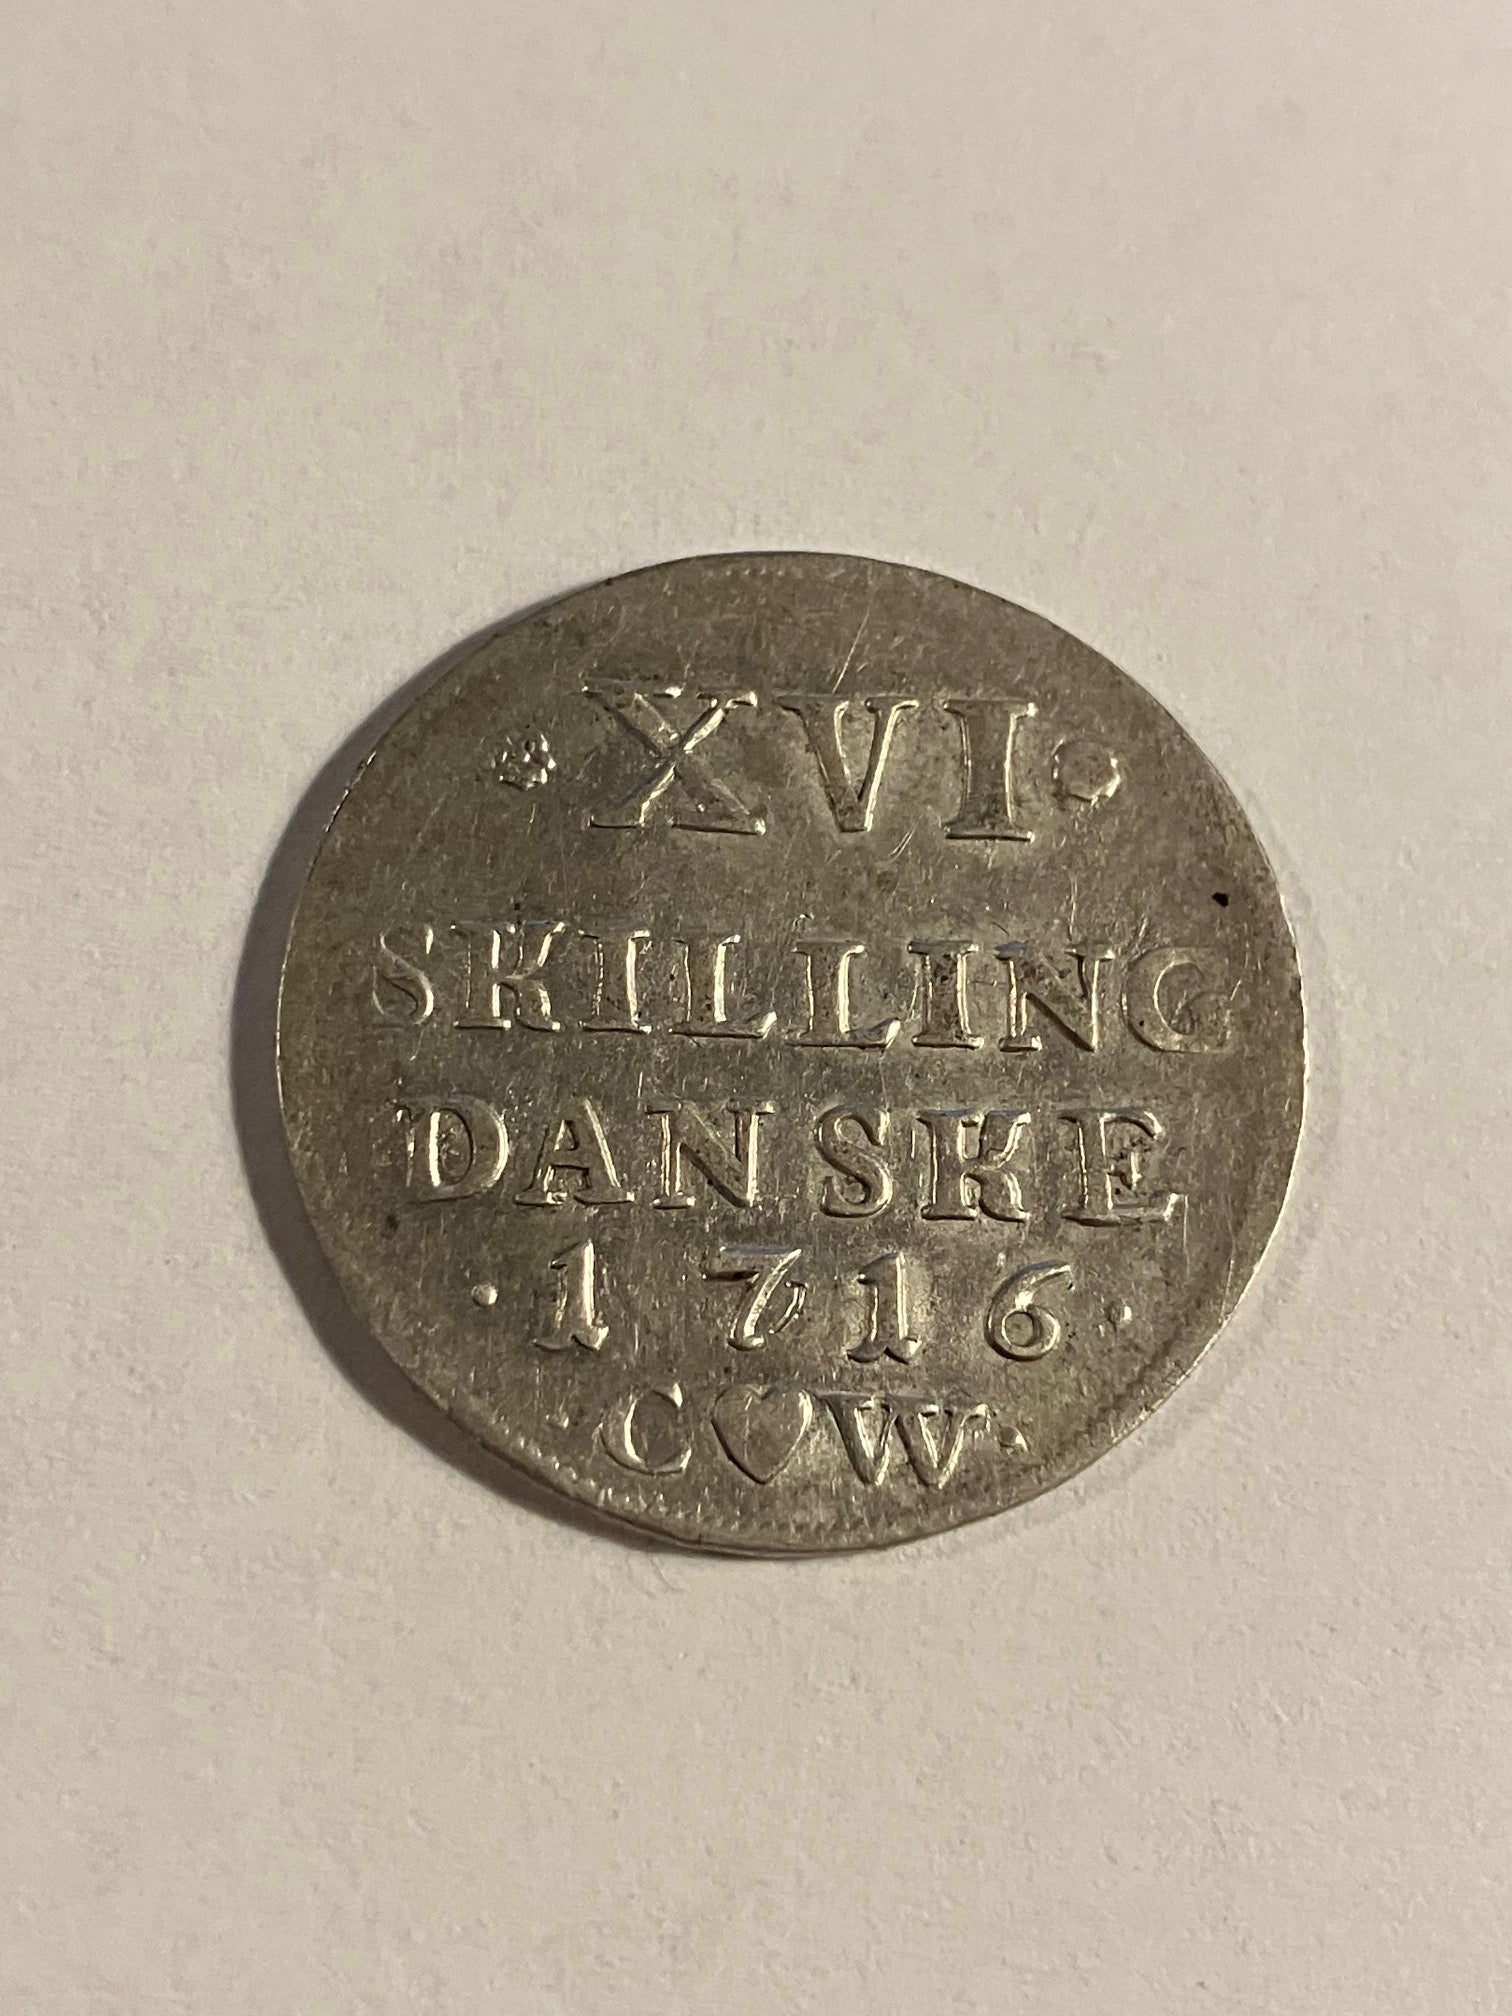 XVI
SKILLING
DANSKE
· 1716 ·
· C♥W ·